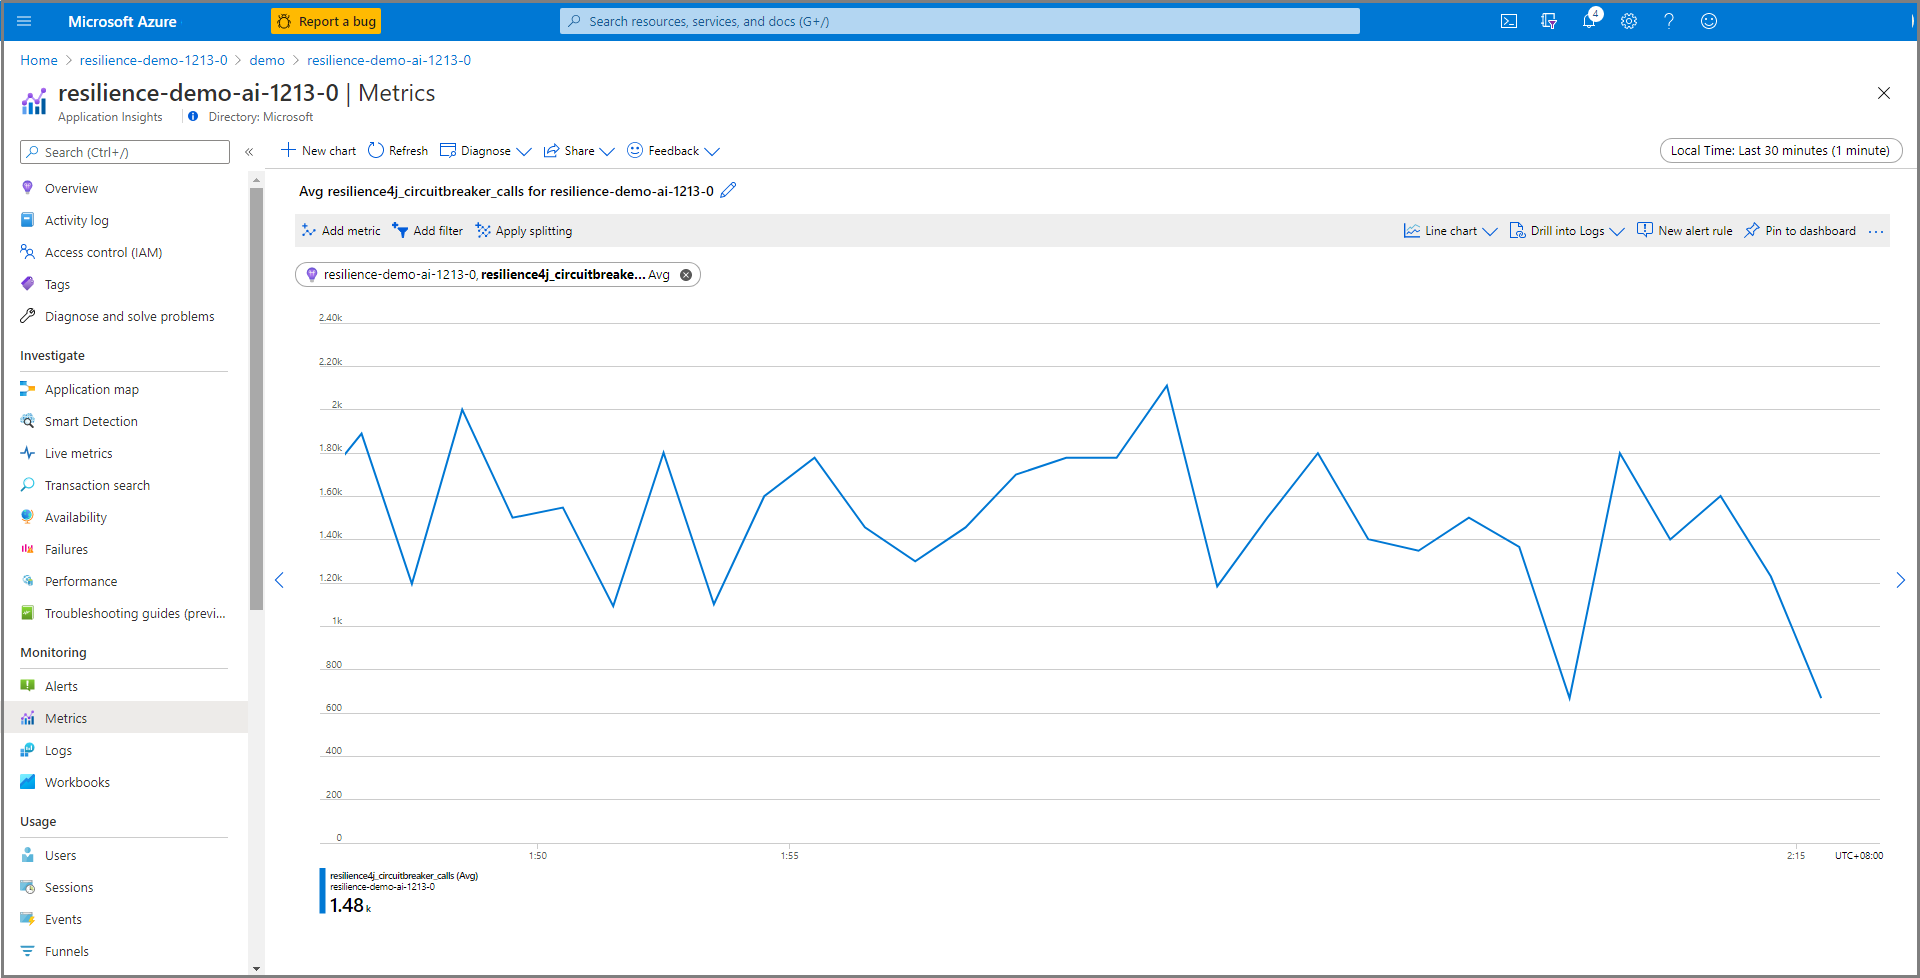 Microsoft Azure
Report a bug
Search resources, services, and docs (G+/)
4
Home > resilience-demo-1213-0 > demo > resilience-demo-ai-1213-0
resilience-demo-ai-1213-0 | Metrics
Application Insights
Directory: Microsoft
Search (Ctrl+/)
«
New chart
Refresh
Diagnose
Share
Feedback
Local Time: Last 30 minutes (1 minute)
Overview
Activity log
Access control (IAM)
Tags
Diagnose and solve problems
Investigate
Application map
Smart Detection
Live metrics
Transaction search
Availability
Failures
Performance
Troubleshooting guides (previ...
Monitoring
Alerts
Metrics
Logs
Workbooks
Usage
Users
Sessions
Events
Funnels
Avg resilience4j_circuitbreaker_calls for resilience-demo-ai-1213-0
Add metric
Add filter
Apply splitting
Line chart
Drill into Logs
New alert rule
Pin to dashboard
...
resilience-demo-ai-1213-0, resilience4j_circuitbreake... Avg
2.40k
2.20k
2k
1.80k
1.60k
1.40k
1.20k
1k
800
600
400
200
0
1:50
1:55
2:15
UTC+08:00
resilience4j_circuitbreaker_calls (Avg)
resilience-demo-ai-1213-0
1.48 k